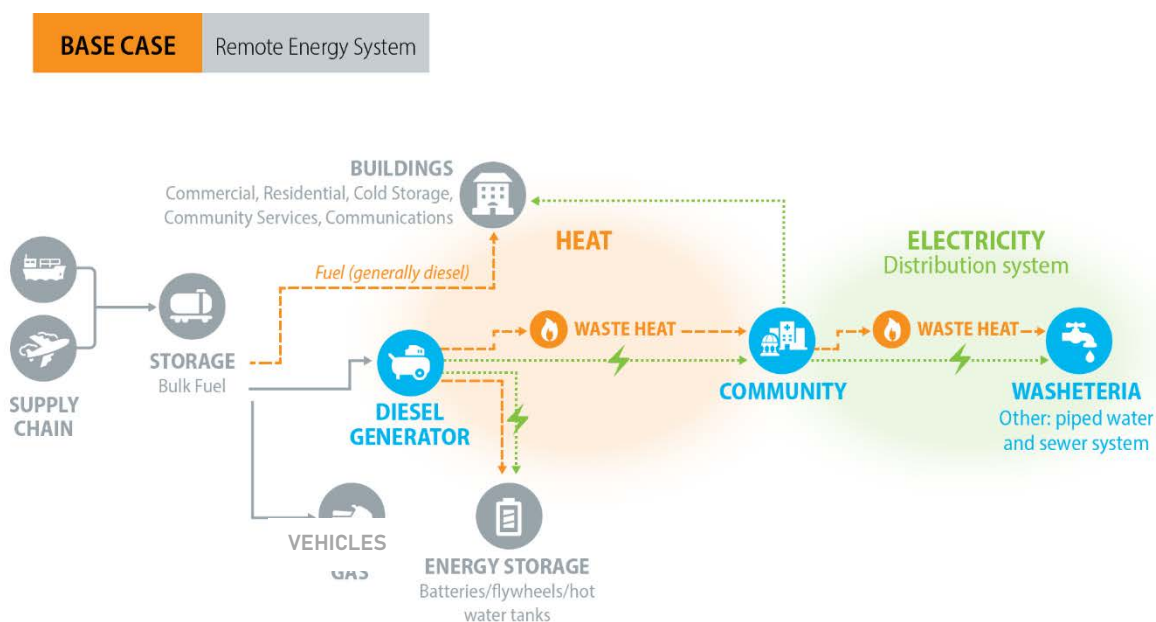 BASE CASE
Remote Energy System
BUILDINGS
Commercial, Residential, Cold Storage,
Community Services, Communications
HEAT
ELECTRICITY
Distribution system
Fuel (generally diesel)
WASTE HEAT
WASTE HEAT
STORAGE
Bulk Fuel
SUPPLY
CHAIN
DIESEL
GENERATOR
COMMUNITY
WASHETERIA
Other: piped water
and sewer system
VEHICLES
GAS
ENERGY STORAGE
Batteries/flywheels/hot
water tanks